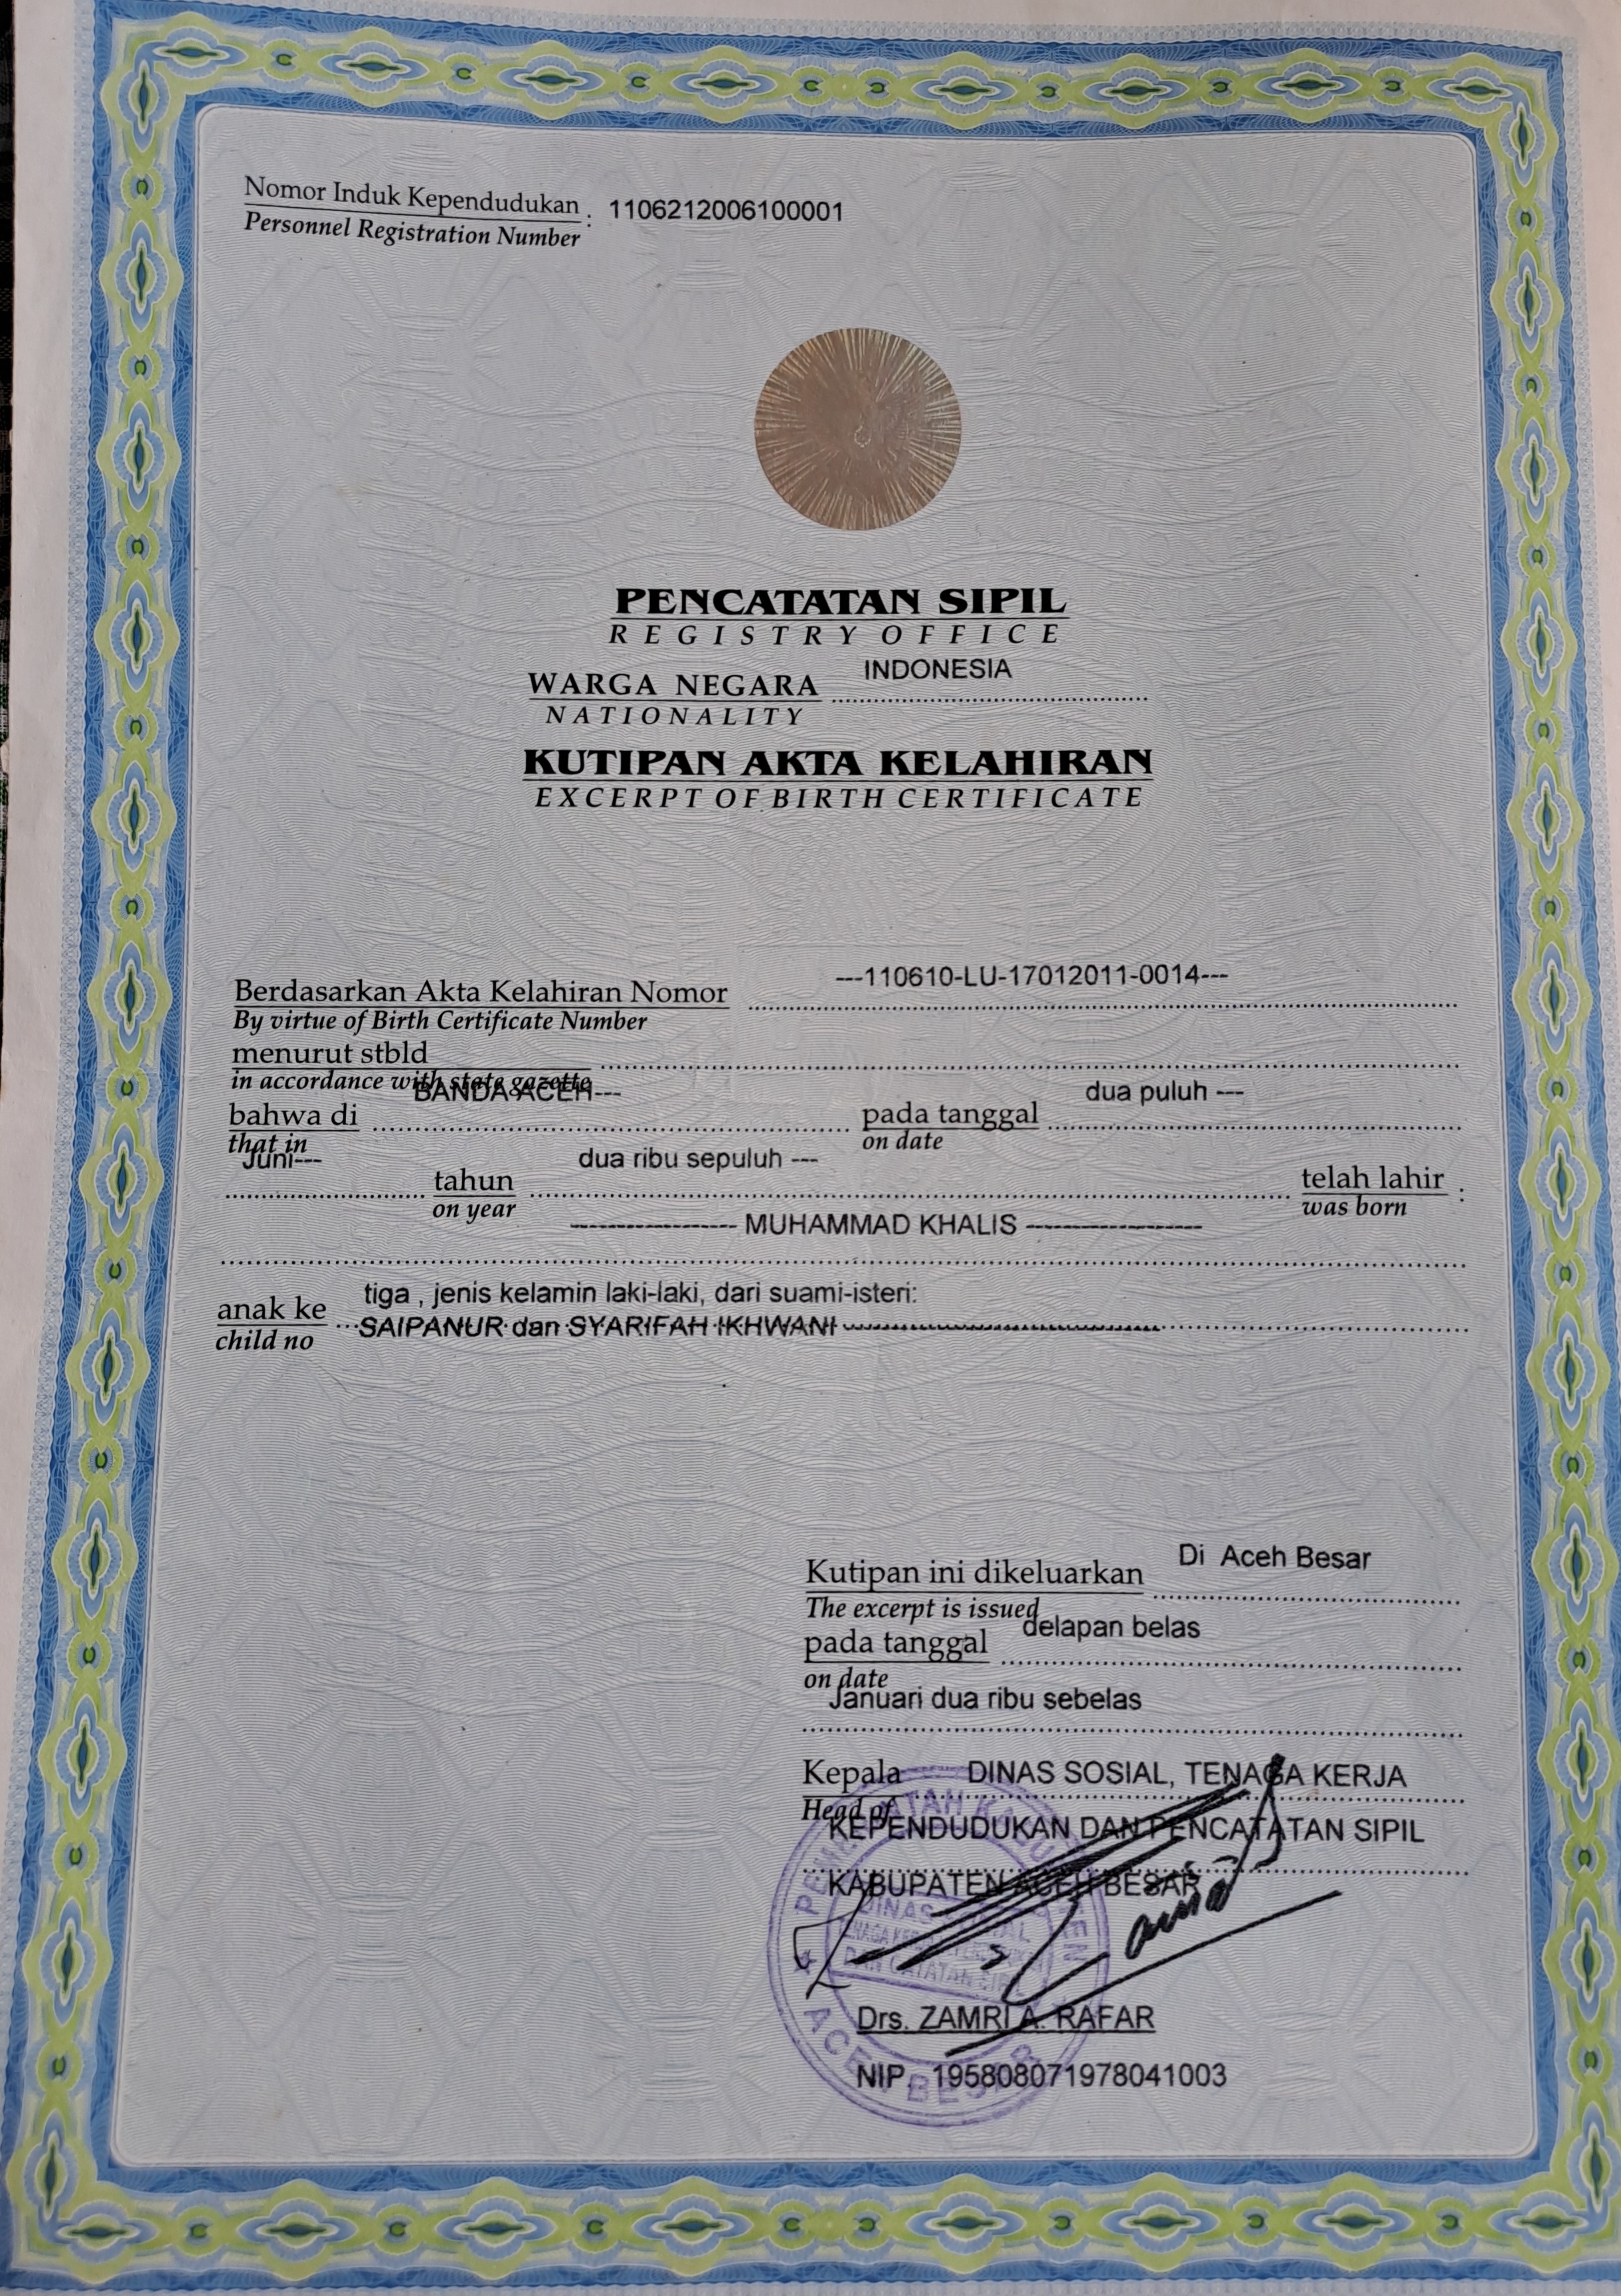 Nomor Induk Kependudukan : 1106212006100001
Personnel Registration Number
PENCATATAN SIPIL
REGISTRY OFFICE
WARGA NEGARA INDONESIA
NATIONALITY
KUTIPAN AKTA KELAHIRAN
EXCERPT OF BIRTH CERTIFICATE
Berdasarkan Akta Kelahiran Nomor ---110610-LU-17012011-0014---
By virtue of Birth Certificate Number
menurut stbld
in accordance with state gazette
bahwa di BANDA ACEH--- pada tanggal dua puluh ---
that in on date
Juni--- tahun dua ribu sepuluh --- telah lahir :
on year was born
------------------ MUHAMMAD KHALIS -------------------
anak ke tiga , jenis kelamin laki-laki, dari suami-isteri:
child no SAIPANUR dan SYARIFAH IKHWANI
Kutipan ini dikeluarkan Di Aceh Besar
The excerpt is issued
pada tanggal delapan belas
on date
Januari dua ribu sebelas
Kepala DINAS SOSIAL, TENAGA KERJA
Head of
KEPENDUDUKAN DAN PENCATATAN SIPIL
KABUPATEN ACEH BESAR
Drs. ZAMRI A. RAFAR
NIP. 195808071978041003